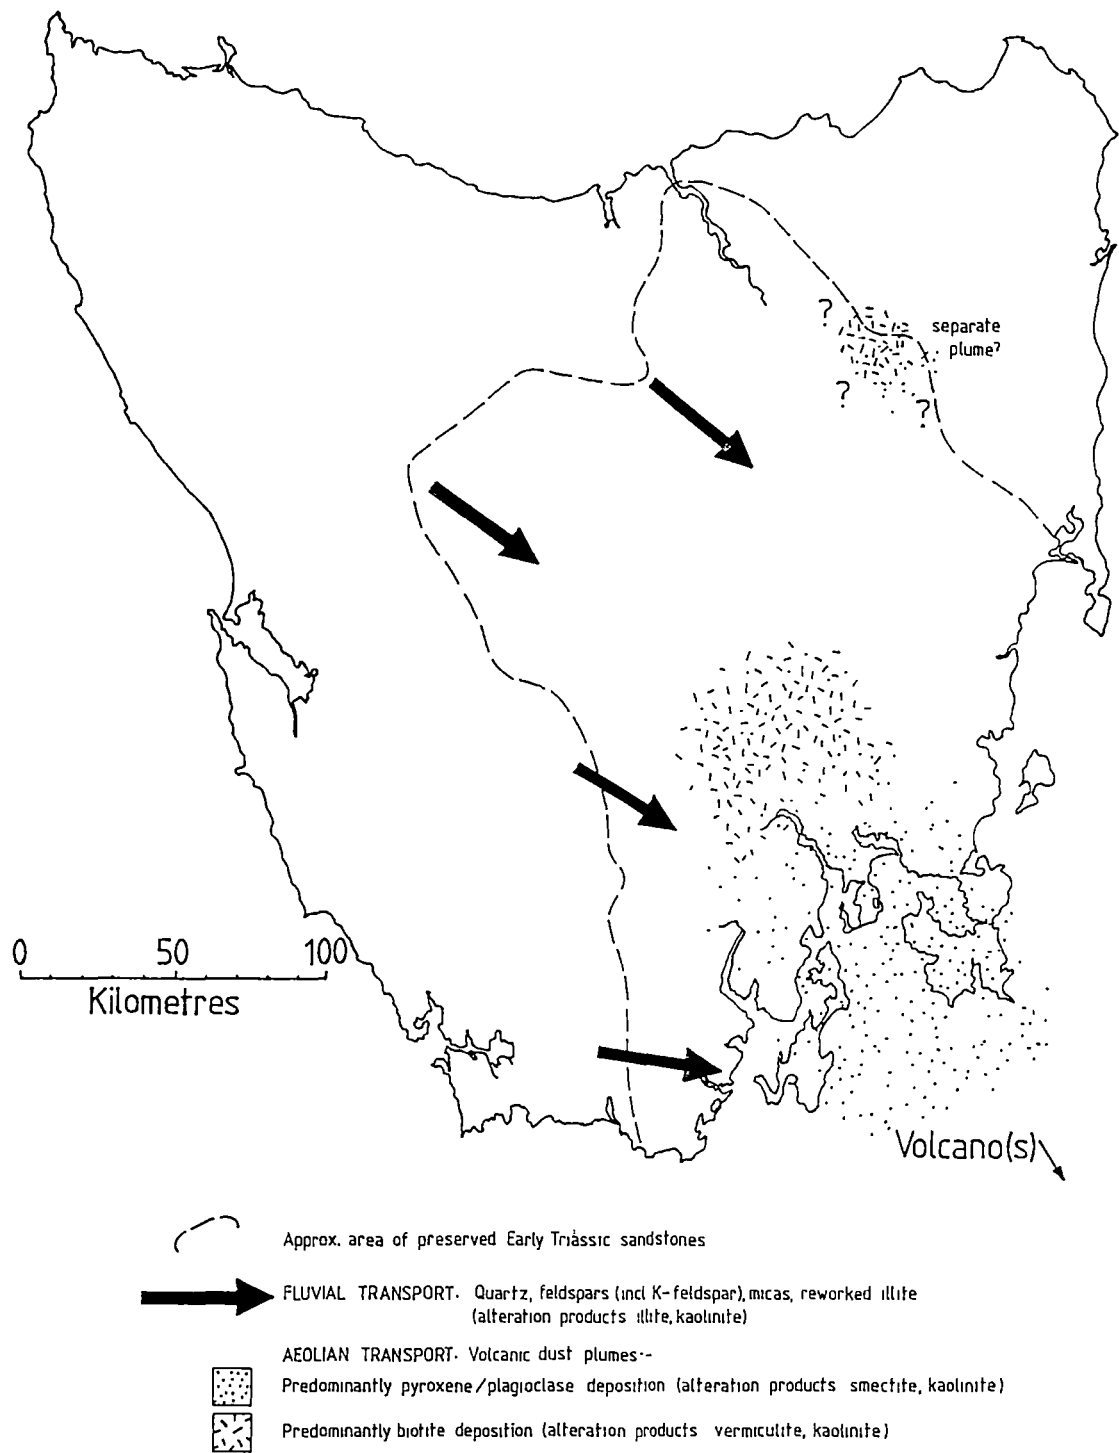 ?
separate
plume?
?
?
0 50 100
Kilometres
Volcano(s)
Approx. area of preserved Early Triassic sandstones
FLUVIAL TRANSPORT. Quartz, feldspars (incl K-feldspar), micas, reworked illite
(alteration products illite, kaolinite)
AEOLIAN TRANSPORT. Volcanic dust plumes:-
Predominantly pyroxene/plagioclase deposition (alteration products smectite, kaolinite)
Predominantly biotite deposition (alteration products vermiculite, kaolinite)